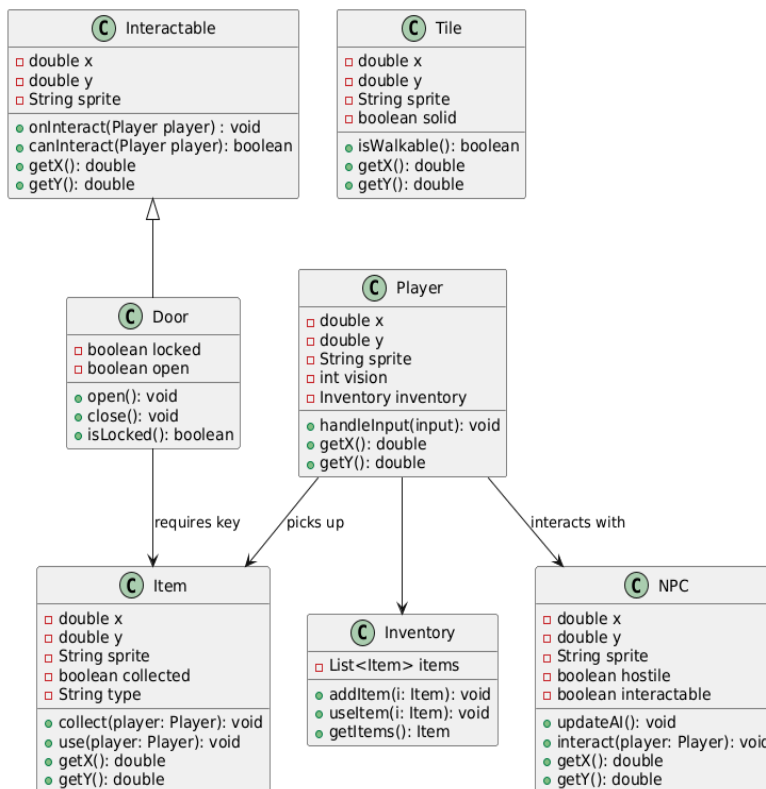 C Interactable
double x
double y
String sprite
onInteract(Player player) : void
canInteract(Player player): boolean
getX(): double
getY(): double
C Tile
double x
double y
String sprite
boolean solid
isWalkable(): boolean
getX(): double
getY(): double
C Door
boolean locked
boolean open
open(): void
close(): void
isLocked(): boolean
C Player
double x
double y
String sprite
int vision
Inventory inventory
handleInput(input): void
getX(): double
getY(): double
requires key
picks up
interacts with
C Item
double x
double y
String sprite
boolean collected
String type
collect(player: Player): void
use(player: Player): void
getX(): double
getY(): double
C Inventory
List<Item> items
addItem(i: Item): void
useItem(i: Item): void
getItems(): Item
C NPC
double x
double y
String sprite
boolean hostile
boolean interactable
updateAI(): void
interact(player: Player): void
getX(): double
getY(): double